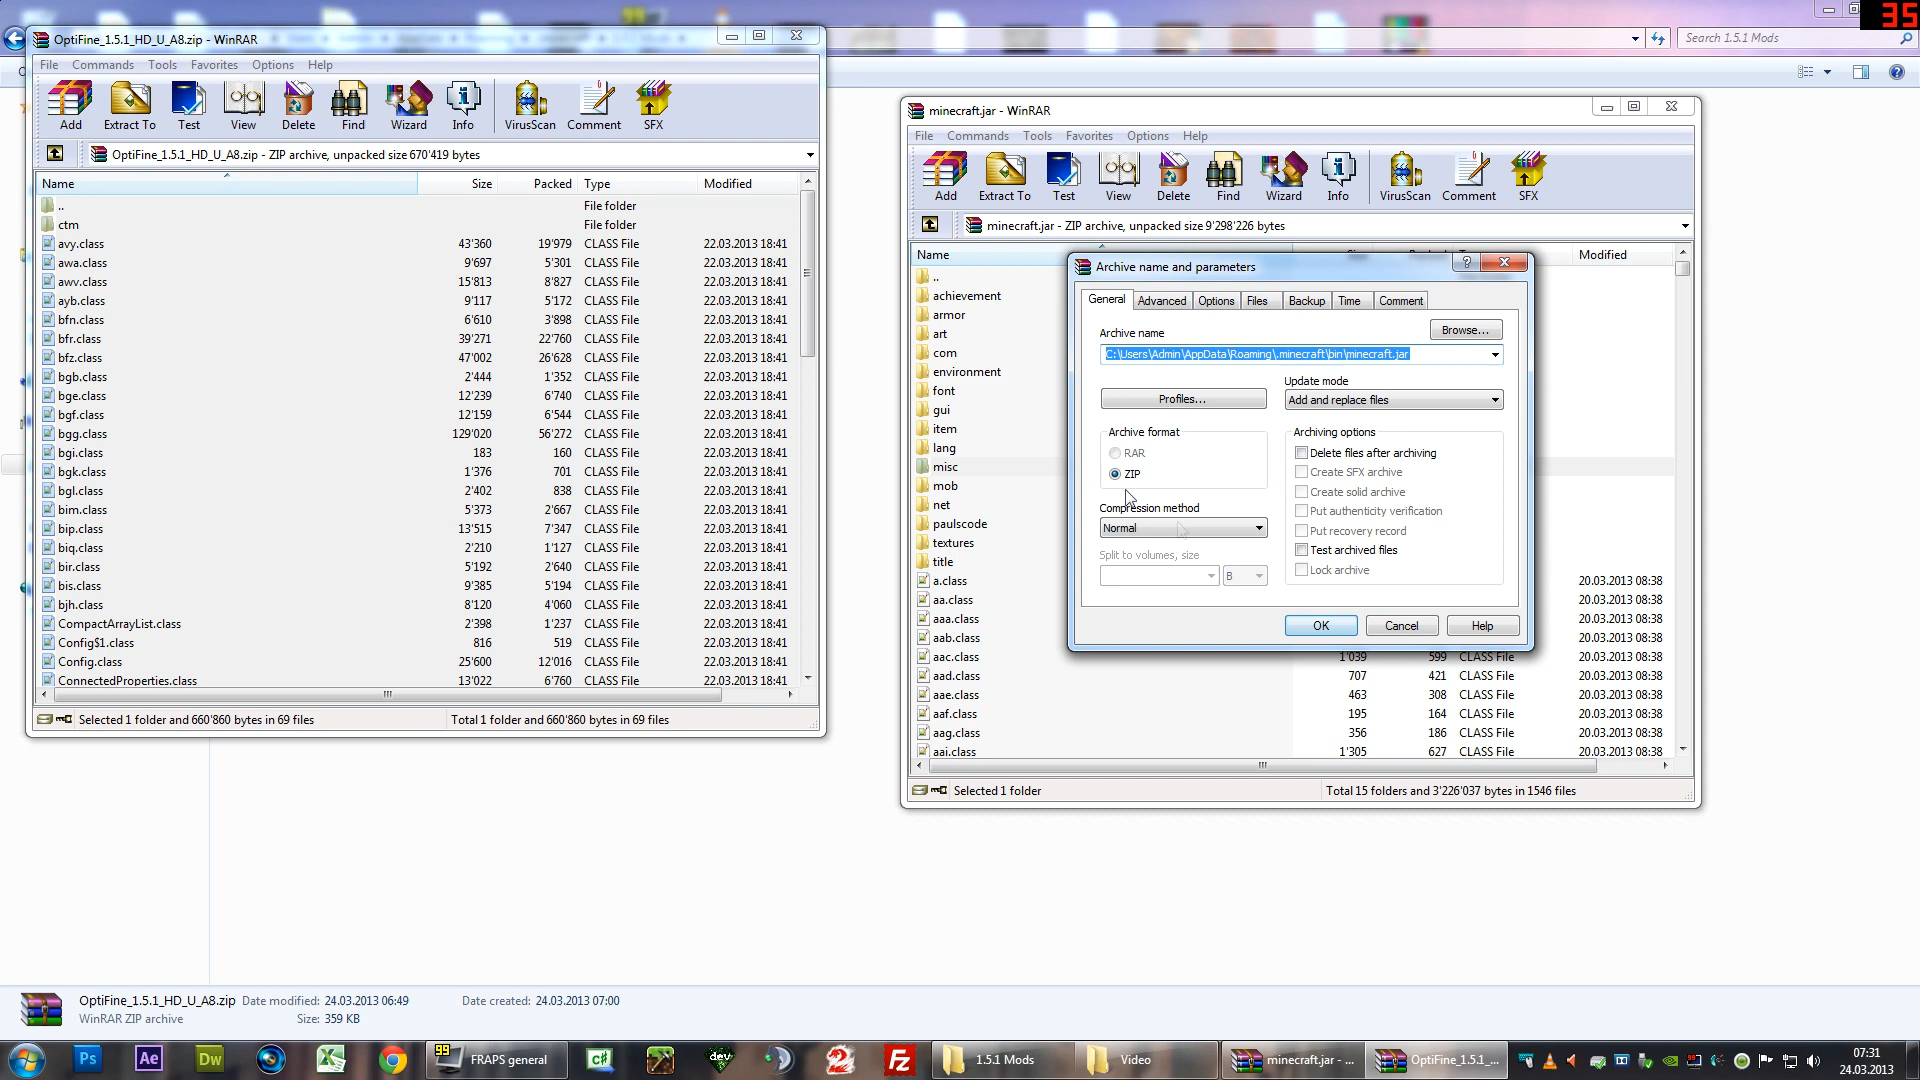 35
Search 1.5.1 Mods
OptiFine_1.5.1_HD_U_A8.zip - WinRAR
File Commands Tools Favorites Options Help
Add Extract To Test View Delete Find Wizard Info VirusScan Comment SFX
OptiFine_1.5.1_HD_U_A8.zip - ZIP archive, unpacked size 670'419 bytes
Name Size Packed Type Modified
.. File folder
ctm File folder
avy.class 43'360 19'979 CLASS File 22.03.2013 18:41
awa.class 9'697 5'301 CLASS File 22.03.2013 18:41
awv.class 15'813 8'827 CLASS File 22.03.2013 18:41
ayb.class 9'117 5'172 CLASS File 22.03.2013 18:41
bfn.class 6'610 3'898 CLASS File 22.03.2013 18:41
bfr.class 39'271 22'760 CLASS File 22.03.2013 18:41
bfz.class 47'002 26'628 CLASS File 22.03.2013 18:41
bgb.class 2'444 1'352 CLASS File 22.03.2013 18:41
bge.class 12'239 6'740 CLASS File 22.03.2013 18:41
bgf.class 12'159 6'544 CLASS File 22.03.2013 18:41
bgg.class 129'020 56'272 CLASS File 22.03.2013 18:41
bgi.class 183 160 CLASS File 22.03.2013 18:41
bgk.class 1'376 701 CLASS File 22.03.2013 18:41
bgl.class 2'402 838 CLASS File 22.03.2013 18:41
bim.class 5'373 2'667 CLASS File 22.03.2013 18:41
bip.class 13'515 7'347 CLASS File 22.03.2013 18:41
biq.class 2'210 1'127 CLASS File 22.03.2013 18:41
bir.class 5'192 2'640 CLASS File 22.03.2013 18:41
bis.class 9'385 5'194 CLASS File 22.03.2013 18:41
bjh.class 8'120 4'060 CLASS File 22.03.2013 18:41
CompactArrayList.class 2'398 1'237 CLASS File 22.03.2013 18:41
Config$1.class 816 519 CLASS File 22.03.2013 18:41
Config.class 25'600 12'016 CLASS File 22.03.2013 18:41
ConnectedProperties.class 13'022 6'760 CLASS File 22.03.2013 18:41
Selected 1 folder and 660'860 bytes in 69 files Total 1 folder and 660'860 bytes in 69 files
minecraft.jar - WinRAR
File Commands Tools Favorites Options Help
Add Extract To Test View Delete Find Wizard Info VirusScan Comment SFX
minecraft.jar - ZIP archive, unpacked size 9'298'226 bytes
Name Modified
..
achievement
armor
art
com
environment
font
gui
item
lang
misc
mob
net
paulscode
textures
title
a.class 20.03.2013 08:38
aa.class 20.03.2013 08:38
aaa.class 20.03.2013 08:38
aab.class 20.03.2013 08:38
aac.class 1'039 599 CLASS File 20.03.2013 08:38
aad.class 707 421 CLASS File 20.03.2013 08:38
aae.class 463 308 CLASS File 20.03.2013 08:38
aaf.class 195 164 CLASS File 20.03.2013 08:38
aag.class 356 186 CLASS File 20.03.2013 08:38
aai.class 1'305 627 CLASS File 20.03.2013 08:38
Selected 1 folder Total 15 folders and 3'226'037 bytes in 1546 files
Archive name and parameters
General Advanced Options Files Backup Time Comment
Archive name Browse...
C:\Users\Admin\AppData\Roaming\.minecraft\bin\minecraft.jar
Profiles...
Update mode
Add and replace files
Archive format
RAR
ZIP
Compression method
Normal
Split to volumes, size
B
Archiving options
Delete files after archiving
Create SFX archive
Create solid archive
Put authenticity verification
Put recovery record
Test archived files
Lock archive
OK Cancel Help
OptiFine_1.5.1_HD_U_A8.zip Date modified: 24.03.2013 06:49 Date created: 24.03.2013 07:00
WinRAR ZIP archive Size: 359 KB
Ps Ae Dw 99 FRAPS general C# dev 2 FZ 1.5.1 Mods Video minecraft.jar - ... OptiFine_1.5.1_... 07:31
24.03.2013